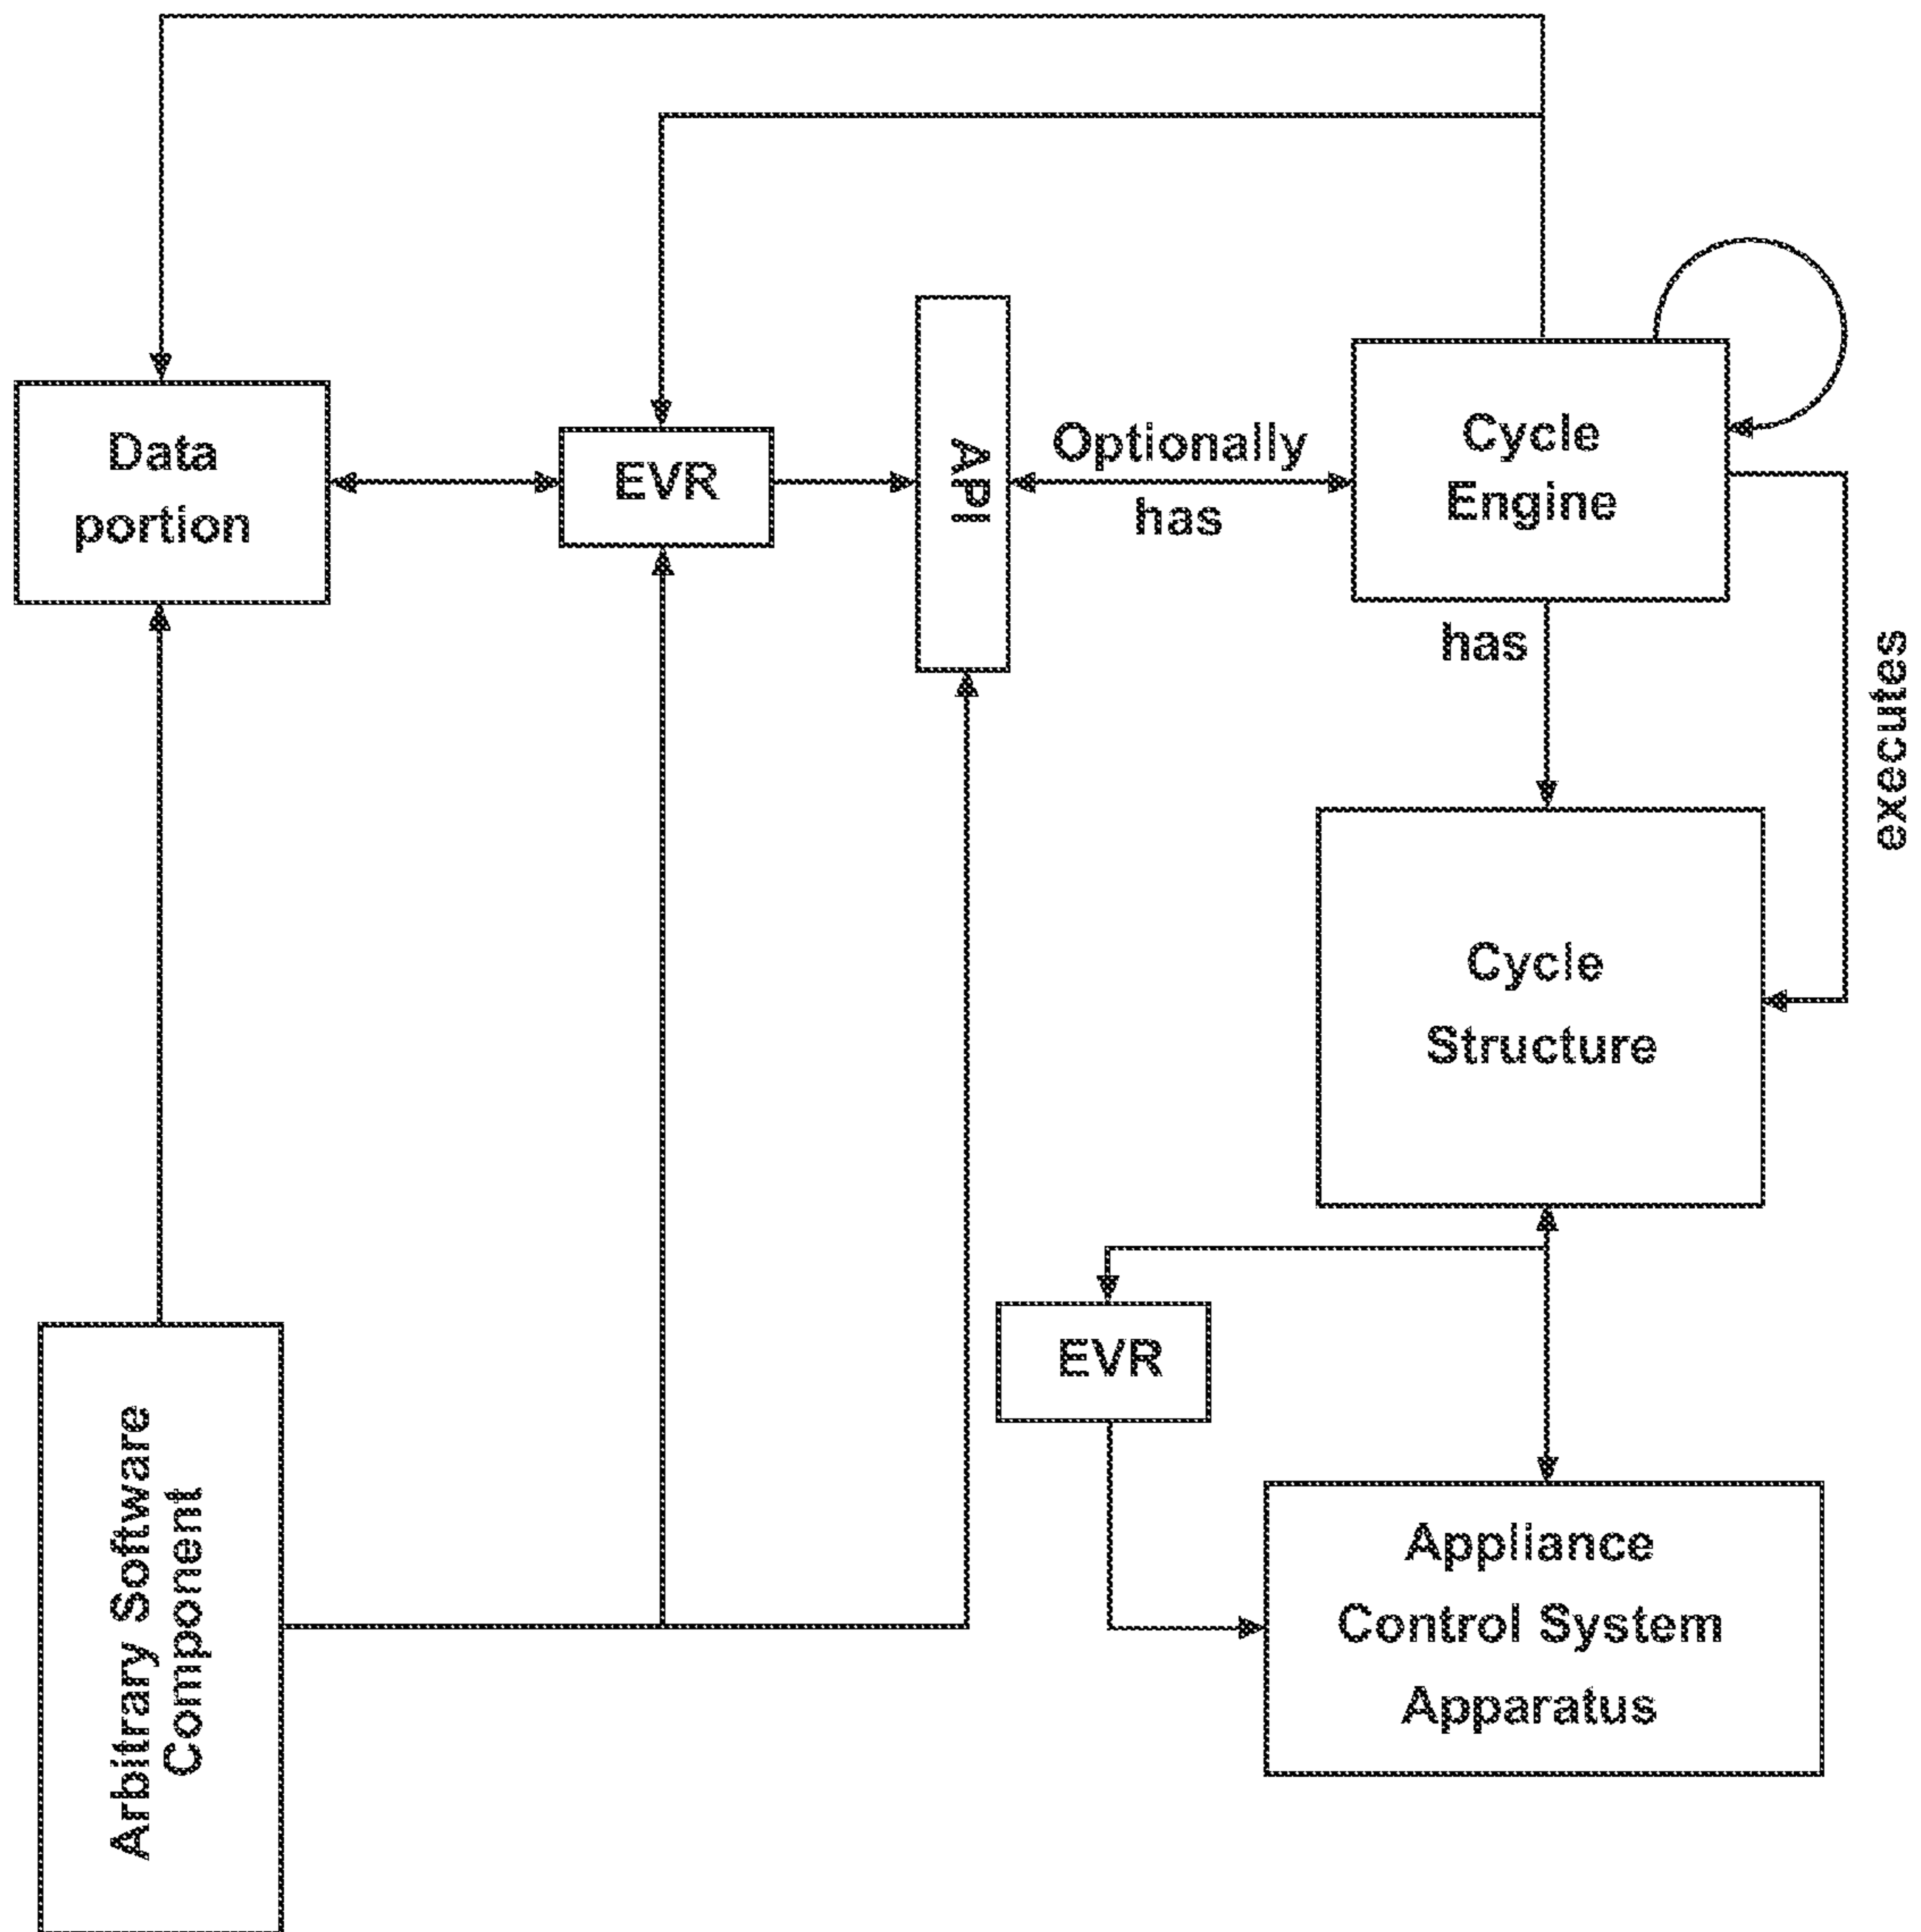 Data
portion
EVR
API
Optionally
has
Cycle
Engine
has
executes
Cycle
Structure
EVR
Arbitrary Software
Component
Appliance
Control System
Apparatus